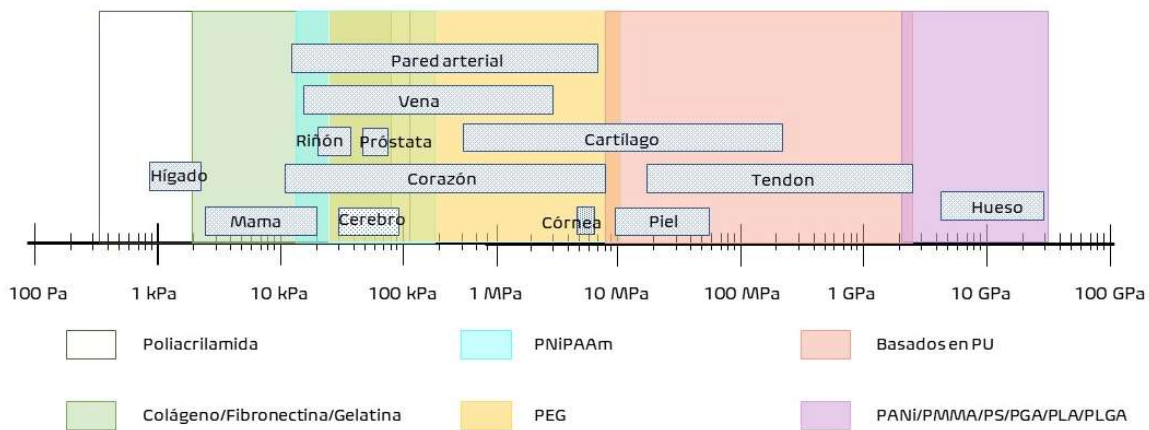 Pared arterial
Vena
Riñón Próstata Cartílago
Hígado Corazón Tendon
Mama Cerebro Córnea Piel Hueso
100 Pa 1 kPa 10 kPa 100 kPa 1 MPa 10 MPa 100 MPa 1 GPa 10 GPa 100 GPa
Poliacrilamida PNiPAAm Basados en PU
Colágeno/Fibronectina/Gelatina PEG PANi/PMMA/PS/PGA/PLA/PLGA